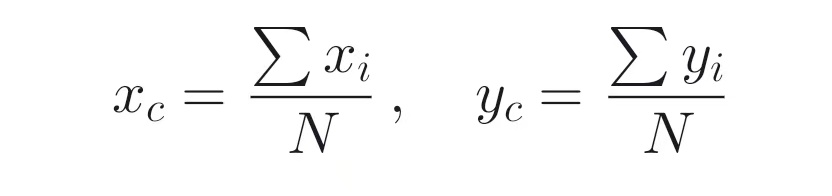 x_c = \frac{\sum x_i}{N} , \quad y_c = \frac{\sum y_i}{N}